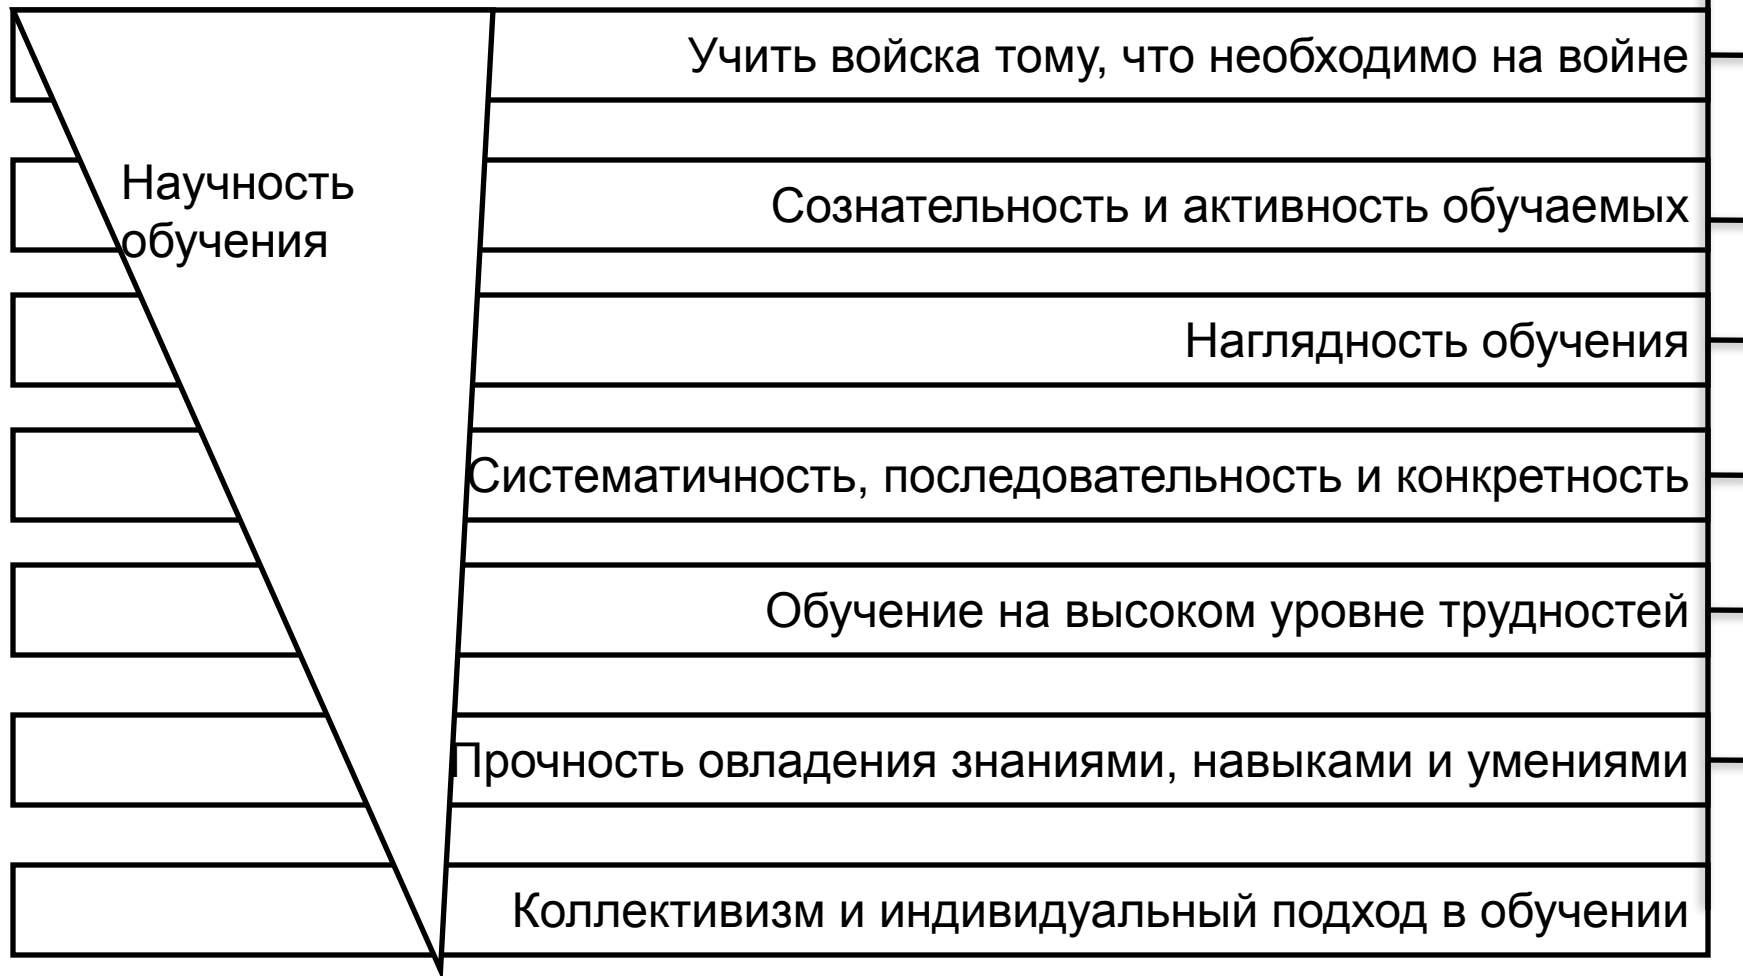 Учить войска тому, что необходимо на войне
Научность
обучения
Сознательность и активность обучаемых
Наглядность обучения
Систематичность, последовательность и конкретность
Обучение на высоком уровне трудностей
Прочность овладения знаниями, навыками и умениями
Коллективизм и индивидуальный подход в обучении